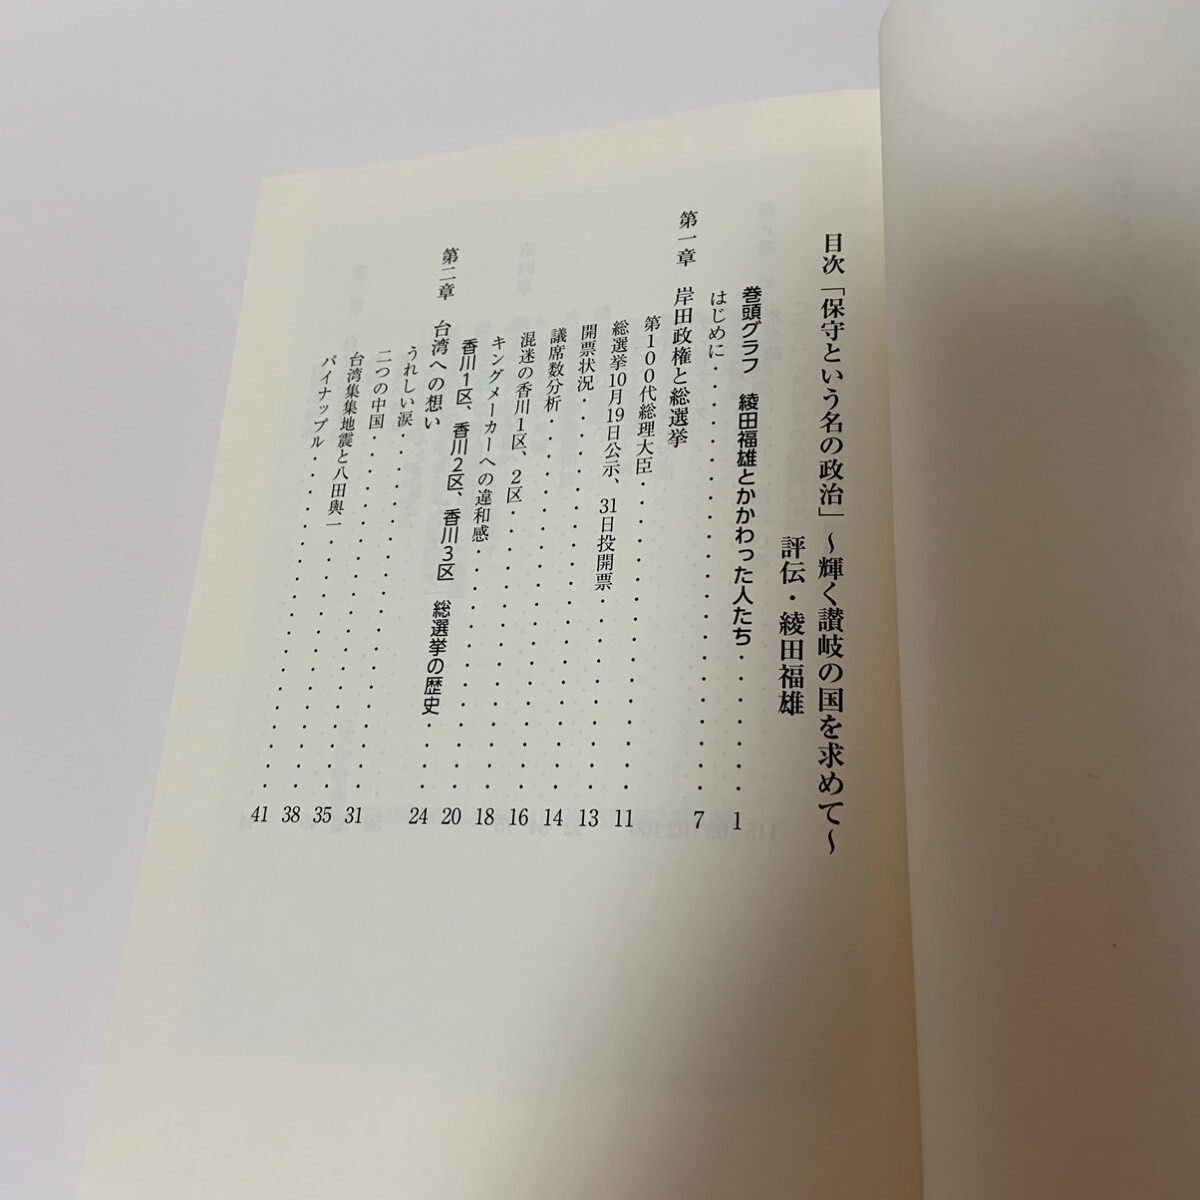 目次「保守という名の政治」～輝く讃岐の国を求めて～
評伝・綾田福雄
巻頭グラフ 綾田福雄とかかわった人たち・・・・・・1
はじめに・・・・・・・・・・・・・・・・・7
第一章 岸田政権と総選挙
第100代総理大臣・・・・・・・・・・・・11
総選挙10月19日公示、31日投開票・・・・・・・13
開票状況・・・・・・・・・・・・・・・14
議席数分析・・・・・・・・・・・・・・16
混迷の香川1区、2区・・・・・・・・・・・18
キングメーカーへの違和感・・・・・・・・・20
香川1区、香川2区、香川3区 総選挙の歴史・・・24
第二章 台湾への想い
うれしい涙・・・・・・・・・・・・・・31
二つの中国・・・・・・・・・・・・・・35
台湾集集地震と八田與一・・・・・・・・・・38
パイナップル・・・・・・・・・・・・・41